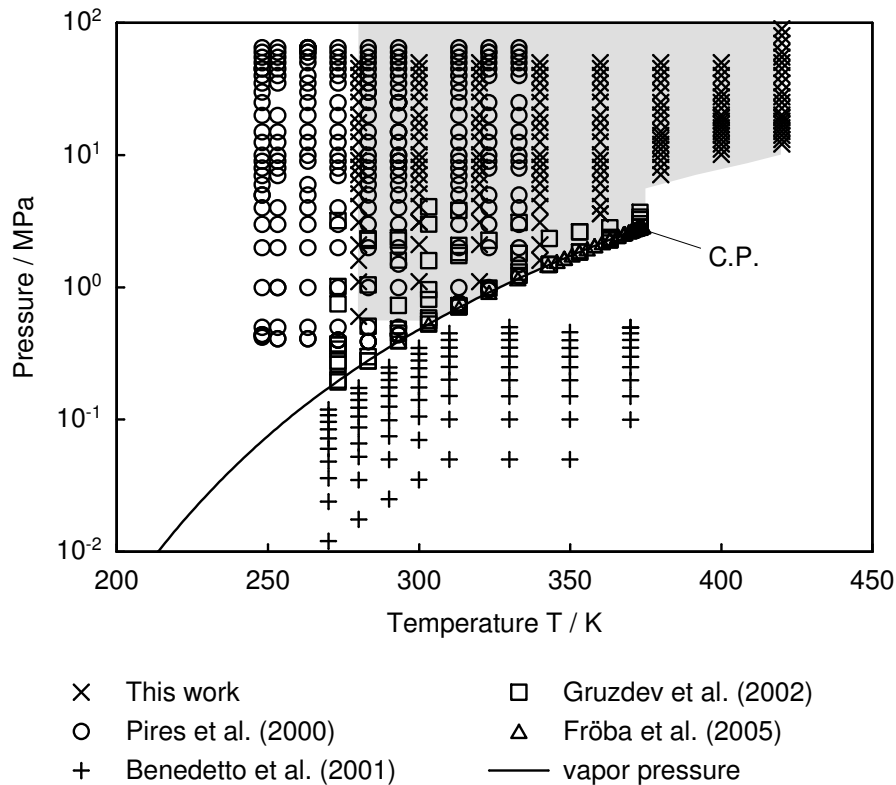 10²
10¹
10⁰
10⁻¹
10⁻²
Pressure / MPa
C.P.
200 250 300 350 400 450
Temperature T / K
This work
Pires et al. (2000)
Benedetto et al. (2001)
Gruzdev et al. (2002)
Fröba et al. (2005)
vapor pressure